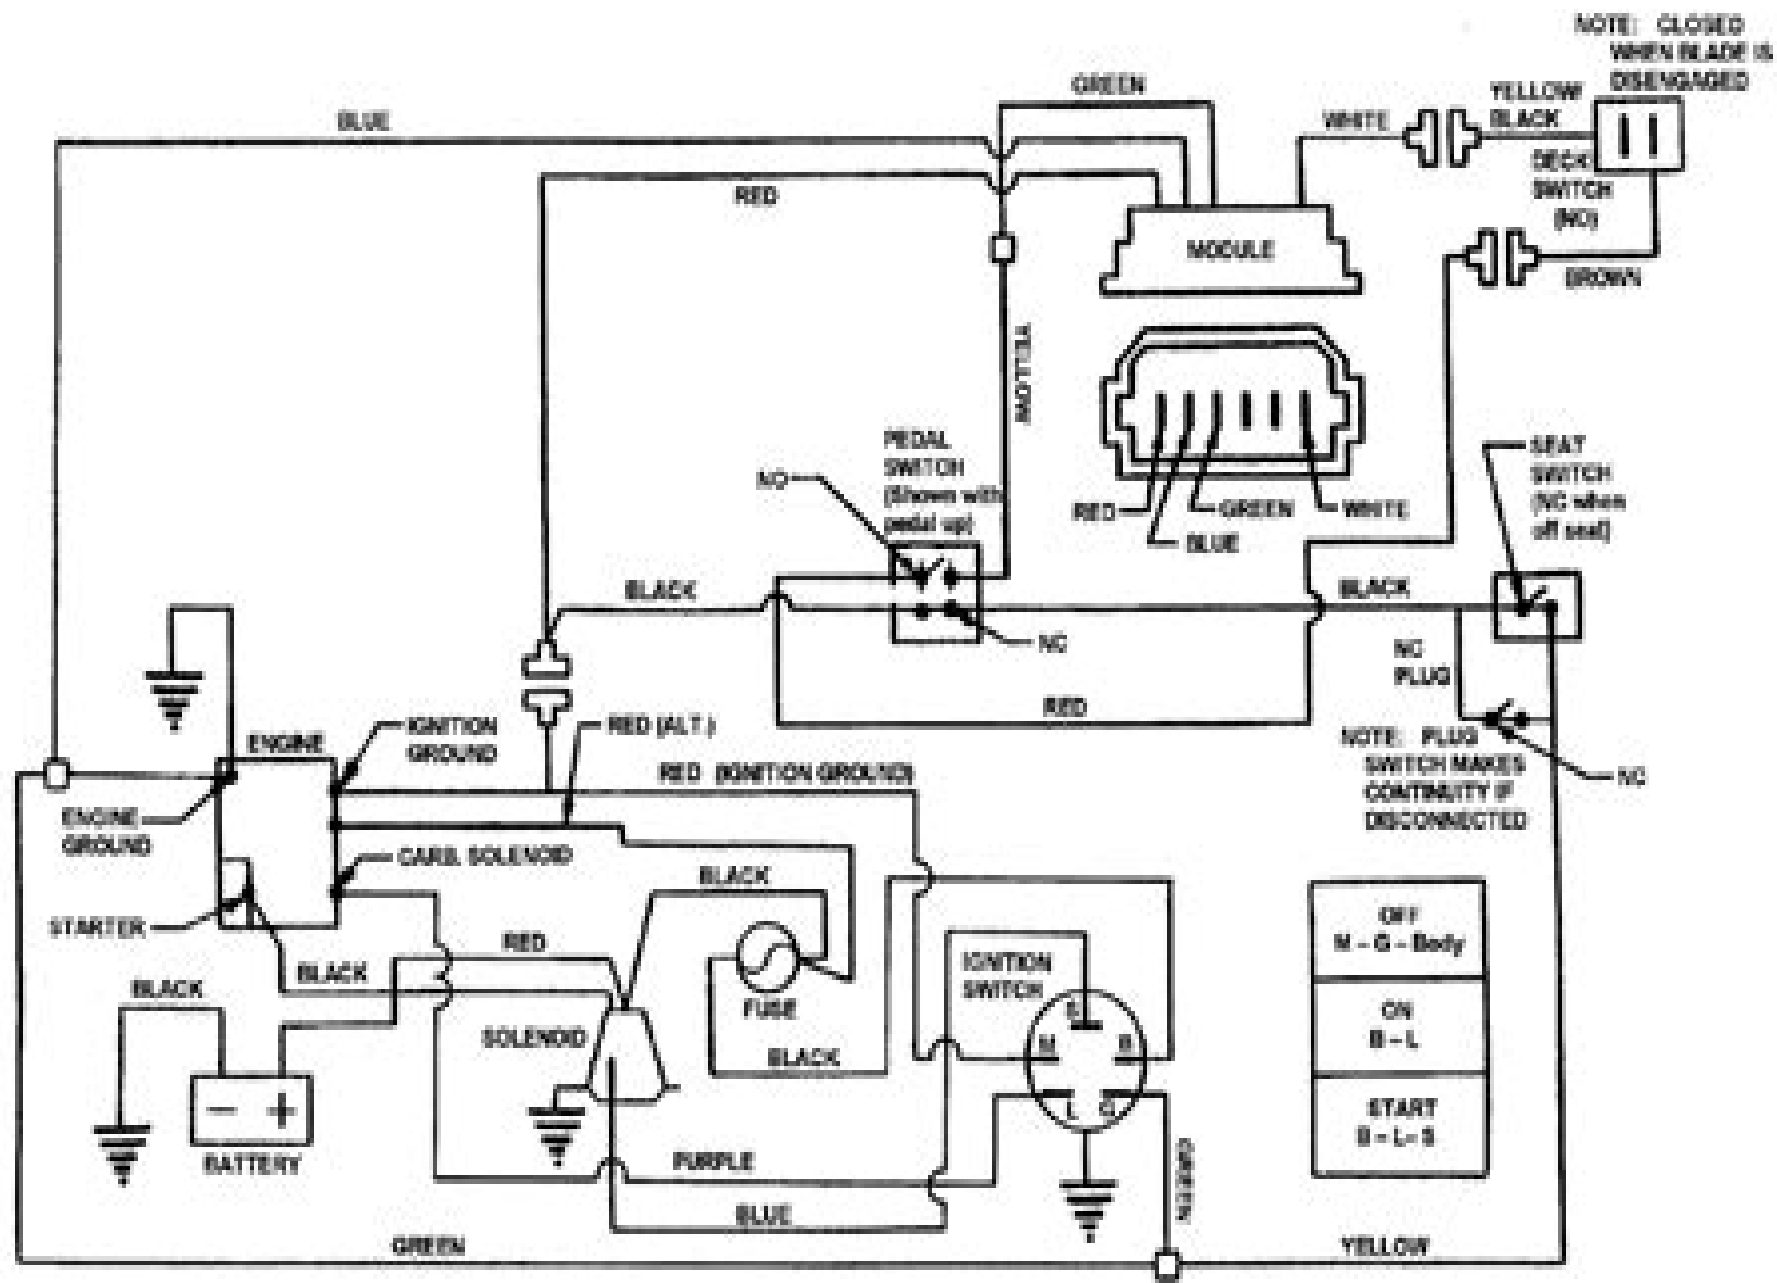 NOTE: CLOSED
WHEN BLADE IS
DISENGAGED
GREEN
YELLOW/
BLACK
WHITE
BLUE
DECK
SWITCH
(NO)
RED
MODULE
BROWN
YELLOW
PEDAL
SWITCH
(Shown with
pedal up)
NO
SEAT
SWITCH
(NC when
off seat)
RED
GREEN
WHITE
BLUE
BLACK
BLACK
NC
NC
PLUG
RED
IGNITION
GROUND
RED (ALT.)
ENGINE
RED (IGNITION GROUND)
NOTE: PLUG
SWITCH MAKES
CONTINUITY IF
DISCONNECTED
NC
ENGINE
GROUND
CARB. SOLENOID
BLACK
STARTER
RED
BLACK
BLACK
IGNITION
SWITCH
FUSE
SOLENOID
BLACK
S
M
B
L
G
OFF
M - G - Body
ON
B - L
START
B - L - S
- +
BATTERY
PURPLE
GREEN
BLUE
GREEN
YELLOW